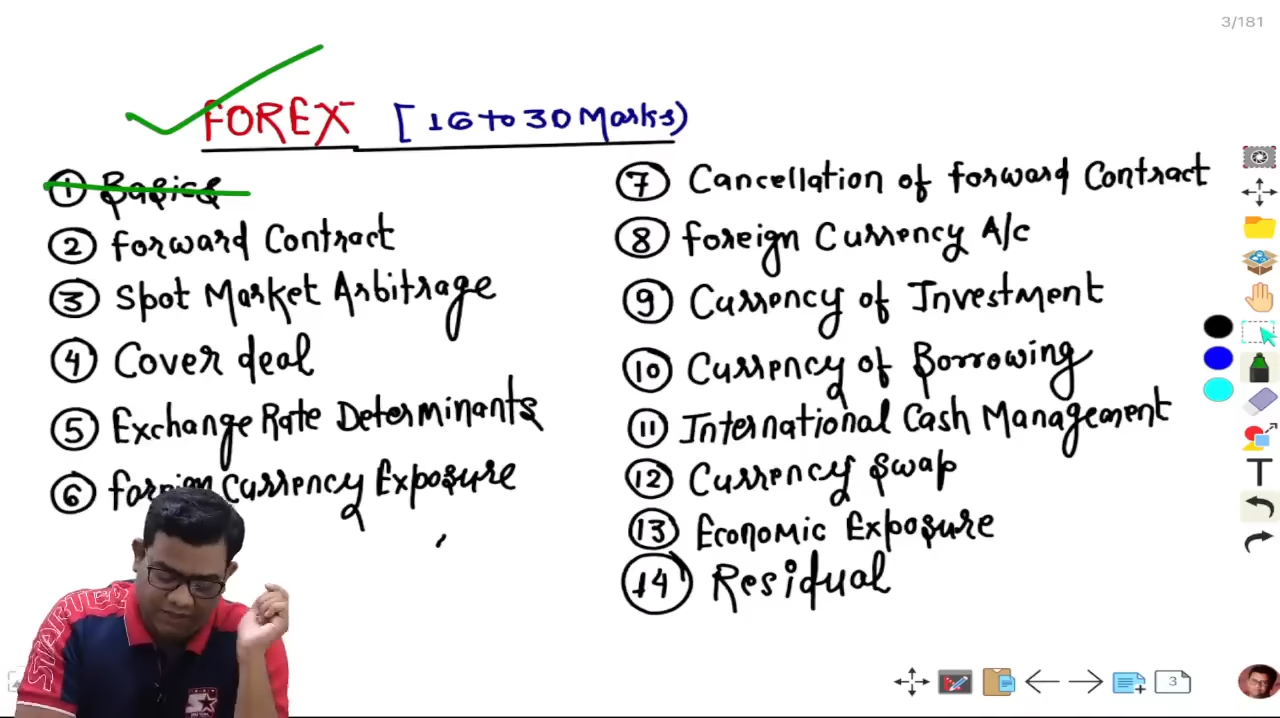 3/181
FOREX [16 to 30 Marks)
① Basics
② Forward Contract
③ Spot Market Arbitrage
④ Cover deal
⑤ Exchange Rate Determinants
⑥ Foreign Currency Exposure
⑦ Cancellation of Forward Contract
⑧ Foreign Currency A/c
⑨ Currency of Investment
⑩ Currency of Borrowing
⑪ International Cash Management
⑫ Currency Swap
⑬ Economic Exposure
⑭ Residual
STARTER
T
3